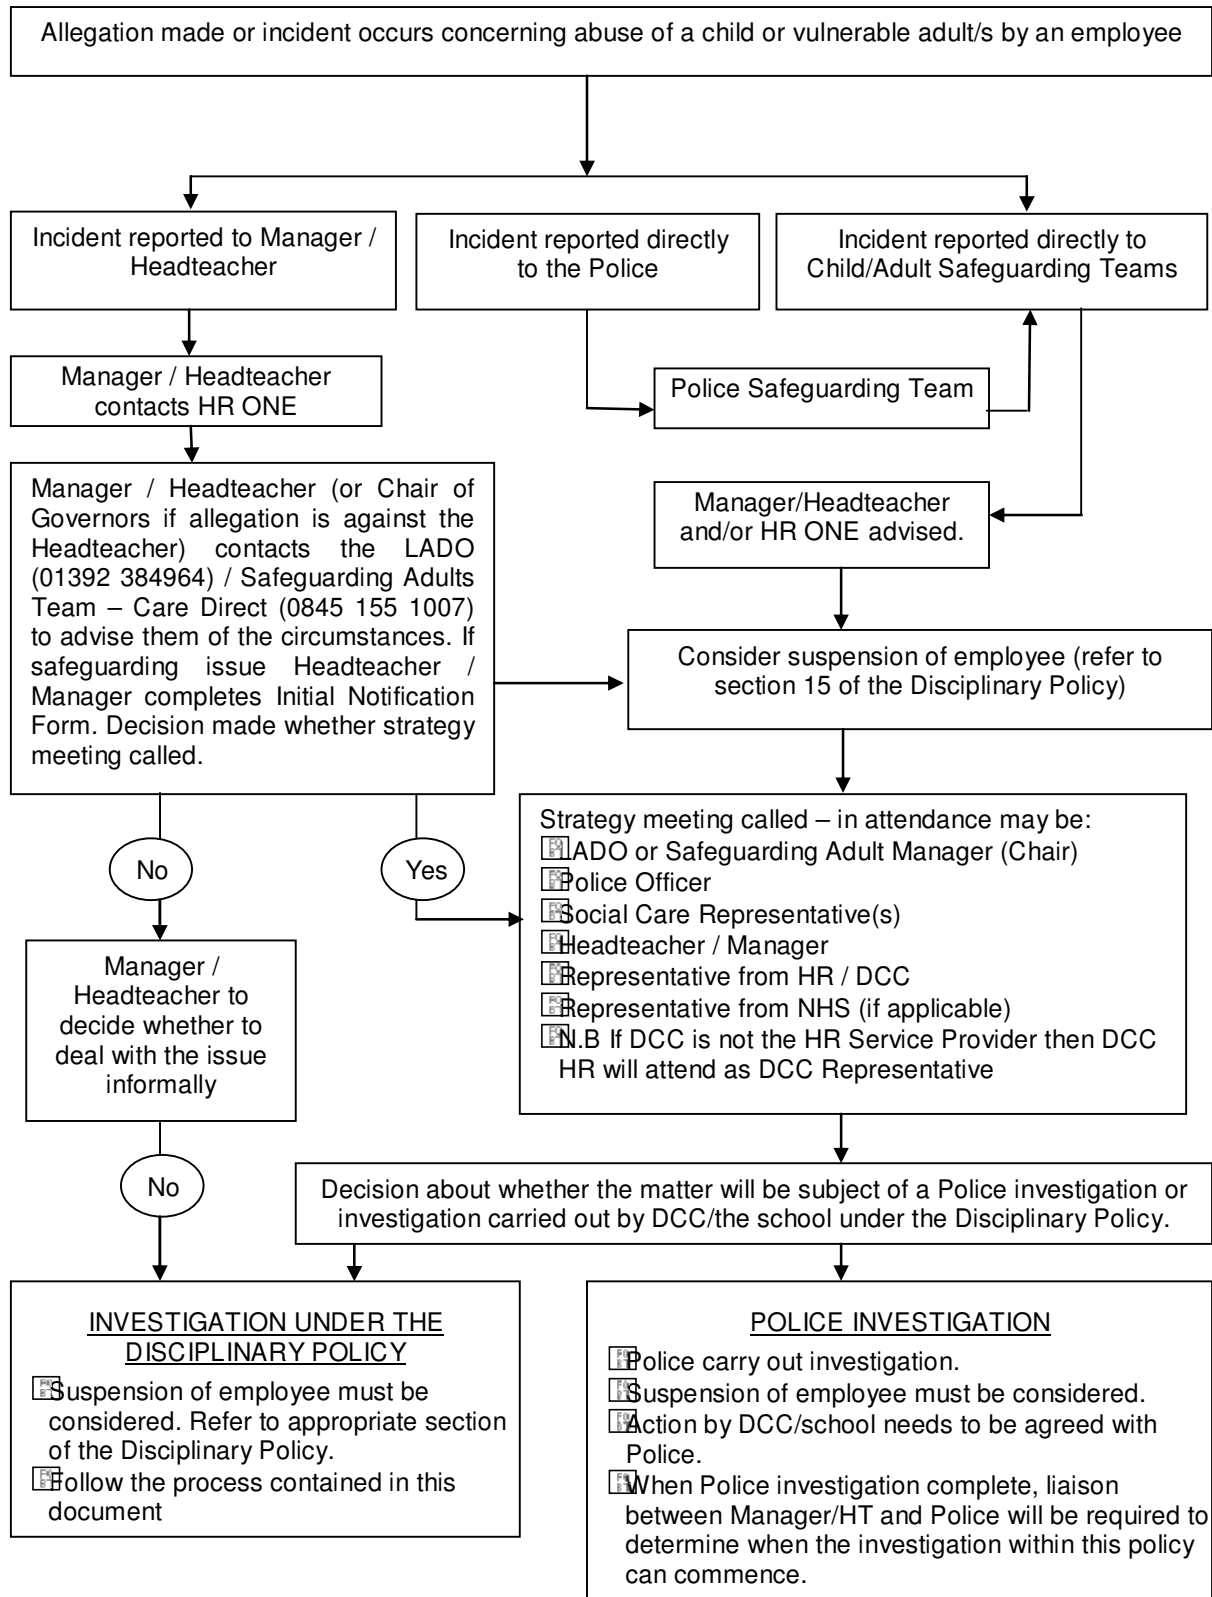 Allegation made or incident occurs concerning abuse of a child or vulnerable adult/s by an employee
Incident reported to Manager /
Headteacher
Incident reported directly
to the Police
Incident reported directly to
Child/Adult Safeguarding Teams
Manager / Headteacher
contacts HR ONE
Police Safeguarding Team
Manager / Headteacher (or Chair of
Governors if allegation is against the
Headteacher) contacts the LADO
(01392 384964) / Safeguarding Adults
Team – Care Direct (0845 155 1007)
to advise them of the circumstances. If
safeguarding issue Headteacher /
Manager completes Initial Notification
Form. Decision made whether strategy
meeting called.
Manager/Headteacher
and/or HR ONE advised.
Consider suspension of employee (refer to
section 15 of the Disciplinary Policy)
No
Yes
Strategy meeting called – in attendance may be:
LADO or Safeguarding Adult Manager (Chair)
Police Officer
Social Care Representative(s)
Headteacher / Manager
Representative from HR / DCC
Representative from NHS (if applicable)
N.B If DCC is not the HR Service Provider then DCC
HR will attend as DCC Representative
Manager /
Headteacher to
decide whether to
deal with the issue
informally
No
Decision about whether the matter will be subject of a Police investigation or
investigation carried out by DCC/the school under the Disciplinary Policy.
INVESTIGATION UNDER THE
DISCIPLINARY POLICY
Suspension of employee must be
considered. Refer to appropriate section
of the Disciplinary Policy.
Follow the process contained in this
document
POLICE INVESTIGATION
Police carry out investigation.
Suspension of employee must be considered.
Action by DCC/school needs to be agreed with
Police.
When Police investigation complete, liaison
between Manager/HT and Police will be required to
determine when the investigation within this policy
can commence.